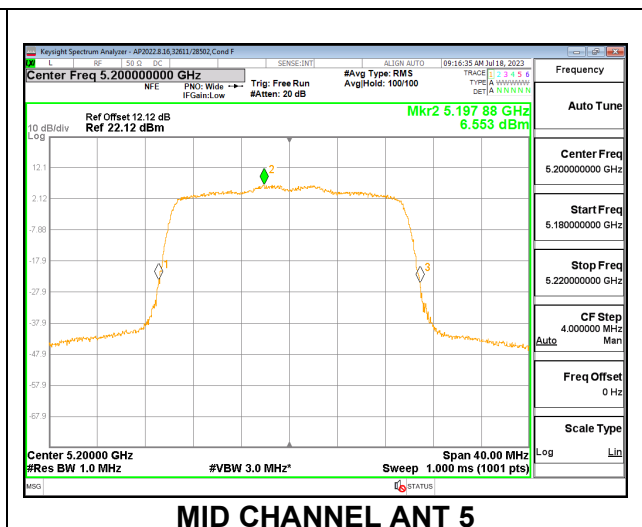 Keysight Spectrum Analyzer - AP2022.8.16,32611/28502,Cond F
L RF 50 Ω DC SENSE:INT ALIGN AUTO 09:16:35 AM Jul 18, 2023
Center Freq 5.200000000 GHz
NFE
PNO: Wide
IFGain:Low
Trig: Free Run
#Atten: 20 dB
#Avg Type: RMS
Avg|Hold: 100/100
TRACE 1 2 3 4 5 6
TYPE A WWWWW
DET A N N N N N
Ref Offset 12.12 dB
10 dB/div Ref 22.12 dBm
Log
Mkr2 5.197 88 GHz
6.553 dBm
12.1
2.12
-7.88
-17.9
-27.9
-37.9
-47.9
-57.9
-67.9
1
2
3
Center 5.20000 GHz Span 40.00 MHz
#Res BW 1.0 MHz #VBW 3.0 MHz* Sweep 1.000 ms (1001 pts)
MSG STATUS
Frequency
Auto Tune
Center Freq
5.200000000 GHz
Start Freq
5.180000000 GHz
Stop Freq
5.220000000 GHz
CF Step
4.000000 MHz
Auto Man
Freq Offset
0 Hz
Scale Type
Log Lin
MID CHANNEL ANT 5